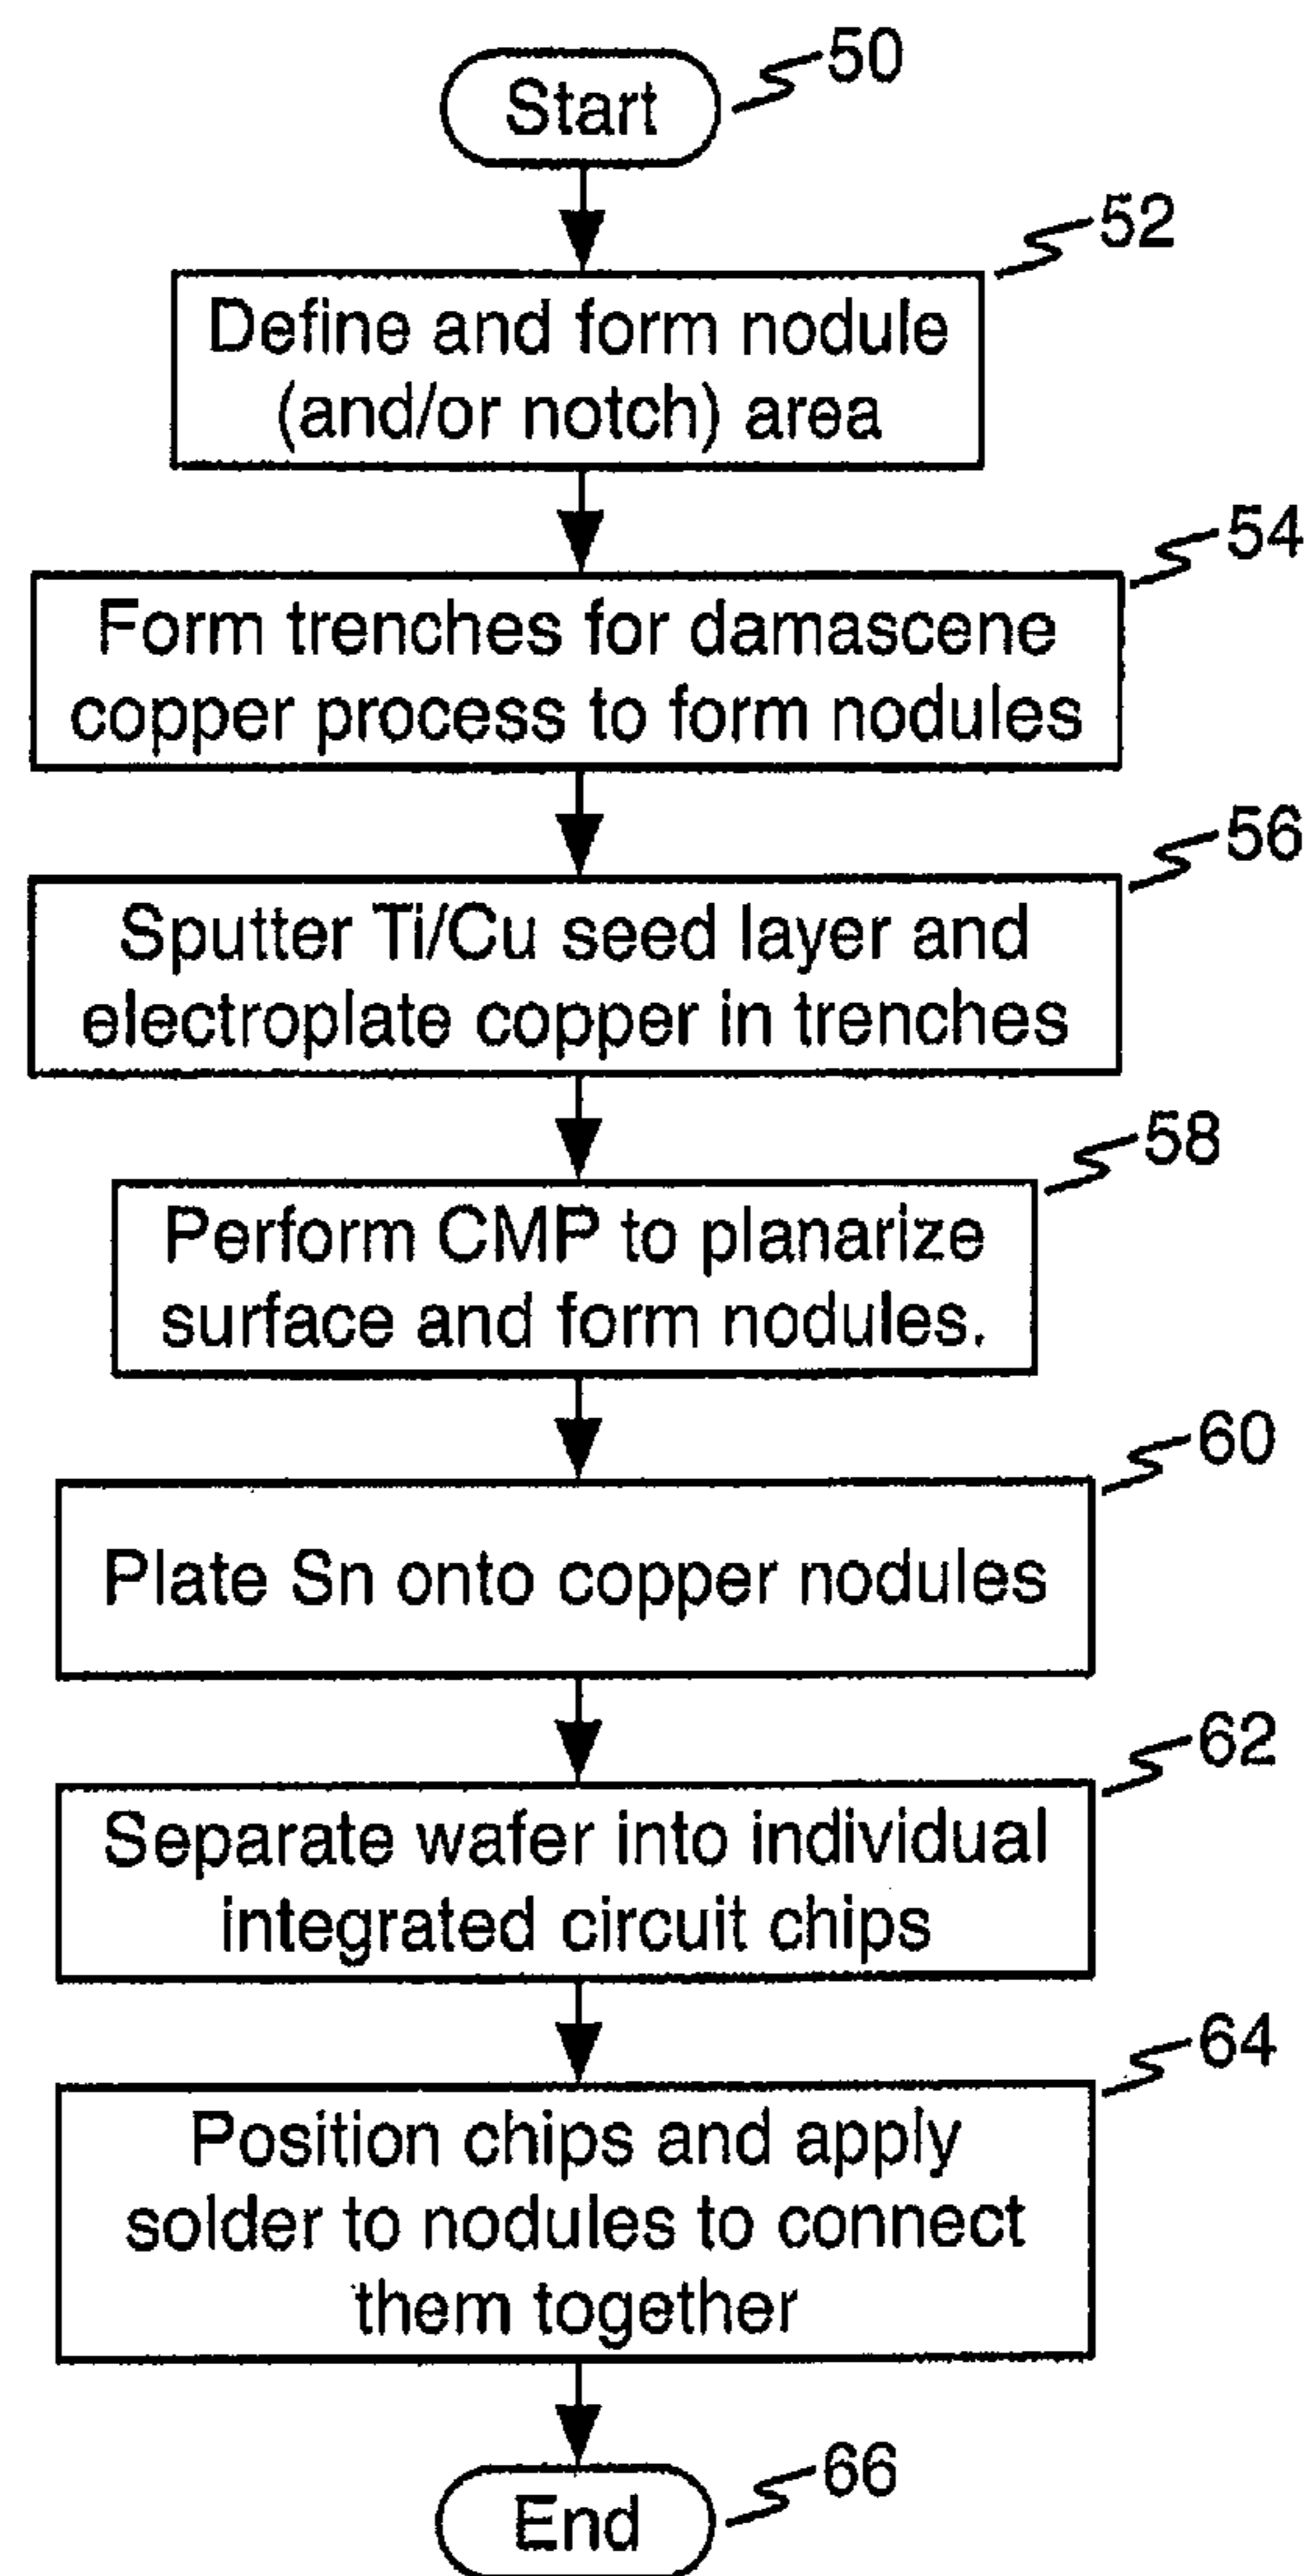 Start
50
Define and form nodule
(and/or notch) area
52
Form trenches for damascene
copper process to form nodules
54
Sputter Ti/Cu seed layer and
electroplate copper in trenches
56
Perform CMP to planarize
surface and form nodules.
58
Plate Sn onto copper nodules
60
Separate wafer into individual
integrated circuit chips
62
Position chips and apply
solder to nodules to connect
them together
64
End
66